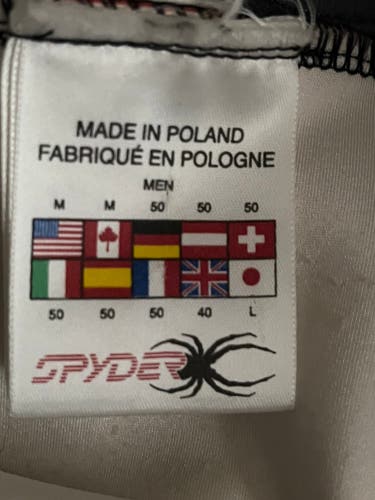 MADE IN POLAND
FABRIQUÉ EN POLOGNE
MEN
M M 50 50 50
50 50 50 40 L
SPYDER